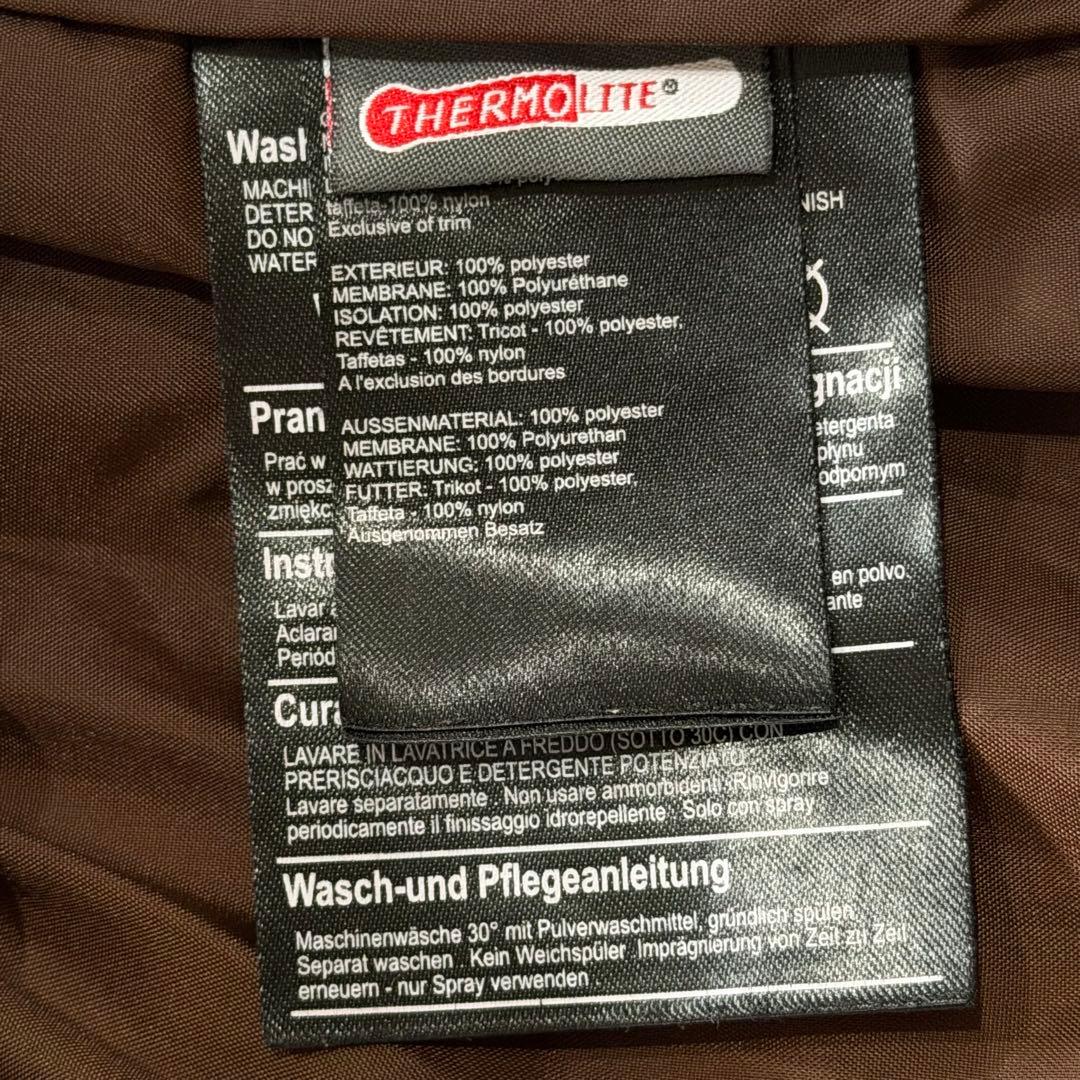 THERMOLITE®
Wasl
MACHI
DETER
DO NO
WATER
NISH
taffeta-100% nylon
Exclusive of trim
EXTERIEUR: 100% polyester
MEMBRANE: 100% Polyuréthane
ISOLATION: 100% polyester
REVÊTEMENT: Tricot - 100% polyester,
Taffetas - 100% nylon
A l'exclusion des bordures
AUSSENMATERIAL: 100% polyester
MEMBRANE: 100% Polyurethan
WATTIERUNG: 100% polyester
FUTTER: Trikot - 100% polyester,
Taffeta - 100% nylon
Ausgenommen Besatz
Pran
gnacji
Prać w
etergenta
w prosz
płynu
zmiękc
odpornym
Instr
Lavar a
en polvo.
Aclarar
ante
Periód
Cura
LAVARE IN LAVATRICE A FREDDO (SOTTO 30C) CON
PRERISCIACQUO E DETERGENTE POTENZIATO
Lavare separatamente . Non usare ammorbidenti .Rinvigorire
periodicamente il finissaggio idrorepellente . Solo con spray
Wasch-und Pflegeanleitung
Maschinenwäsche 30° mit Pulverwaschmittel, gründlich spülen.
Separat waschen . Kein Weichspüler . Imprägnierung von Zeit zu Zeit
erneuern - nur Spray verwenden .